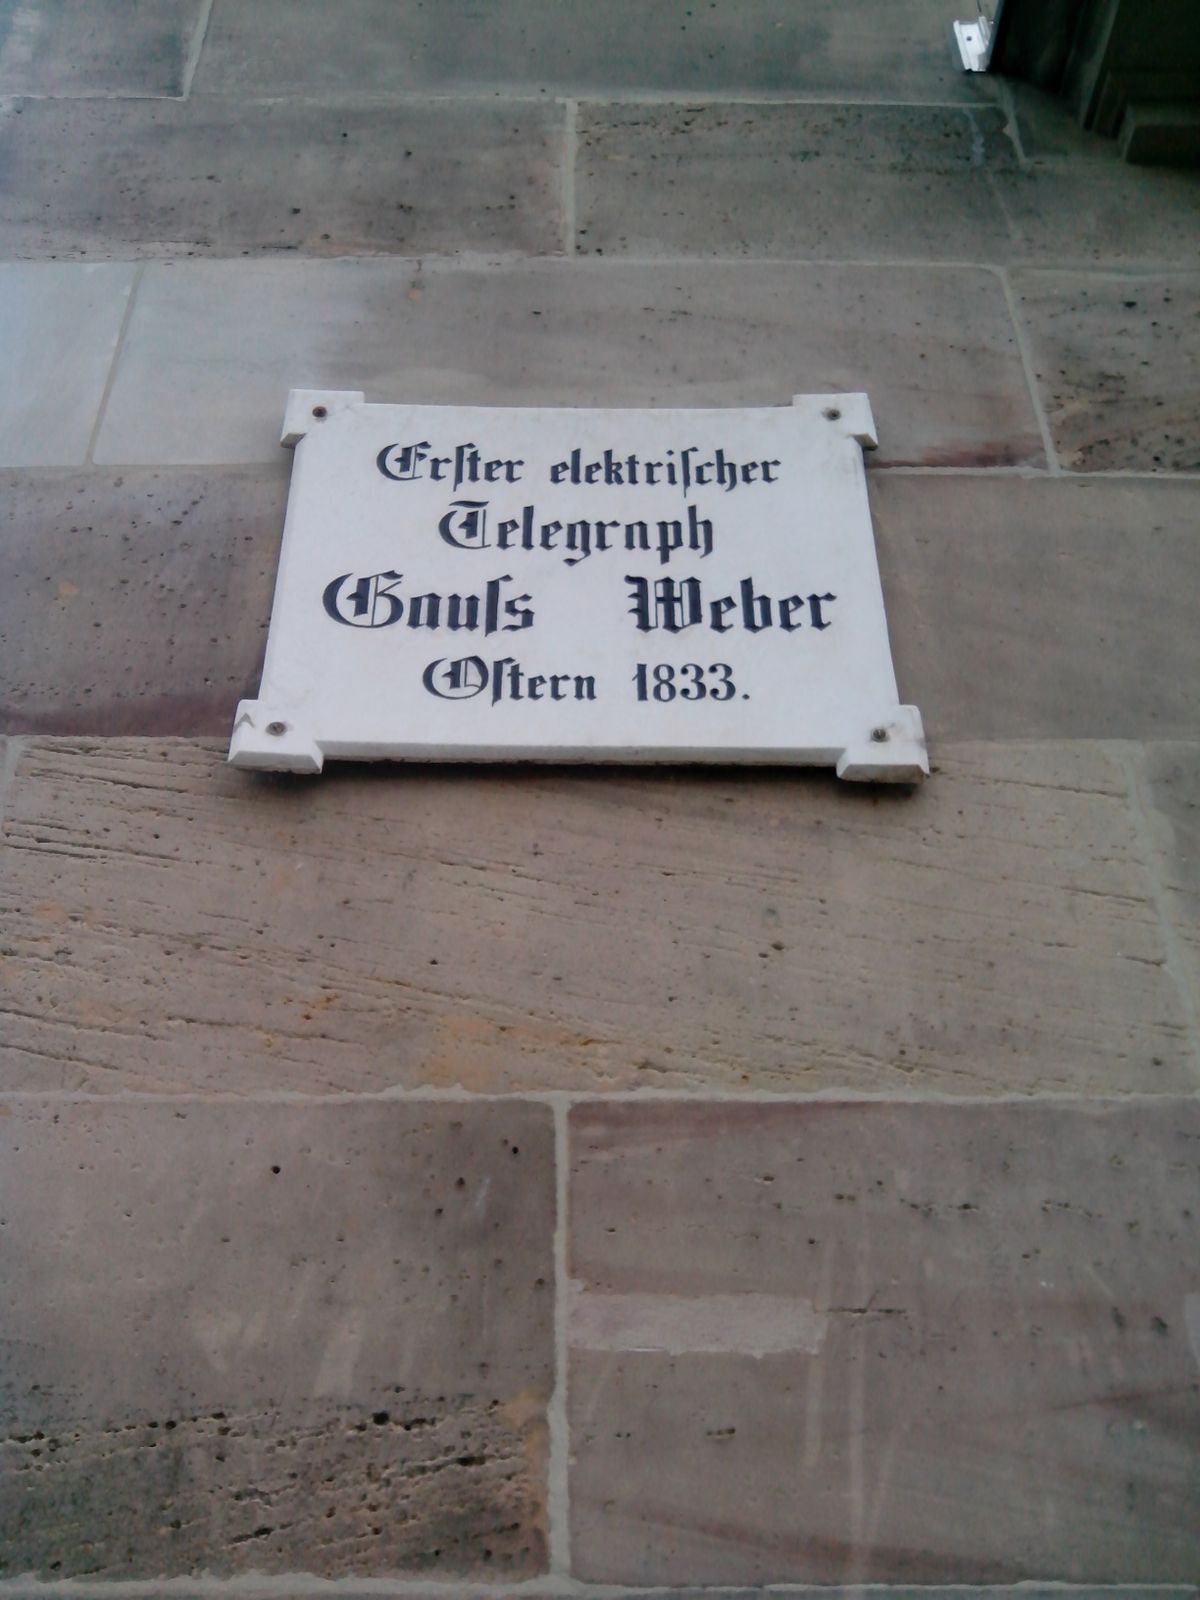 Erſter elektriſcher
Telegraph
Gauſs Weber
Oſtern 1833.